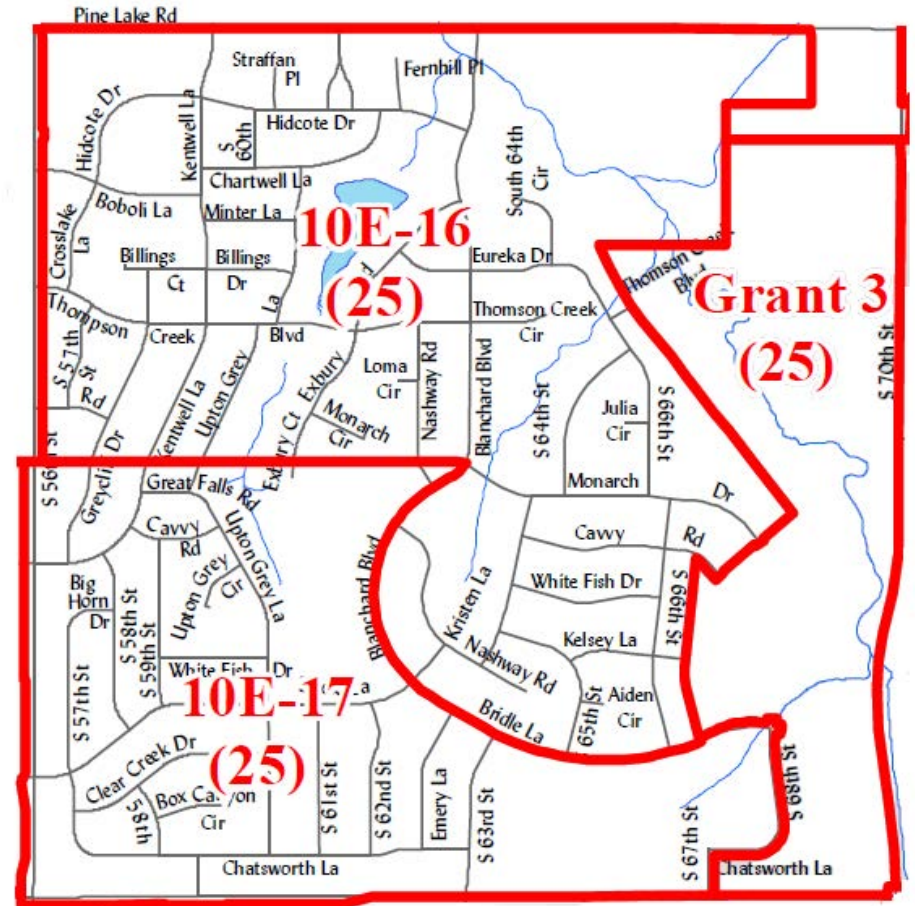 Pine Lake Rd
Straffan
Pl
Fernhill Pl
Hidcote Dr
Kentwell La
S 60th
Hidcote Dr
South 64th
Cir
Chartwell La
Boboli La
Minter La
Crosslake
La
10E-16
(25)
Billings
Ct
Billings
Dr
La
Eureka Dr
Thomson Creek
Blvd
Grant 3
(25)
S 70th St
Thompson
Creek
Blvd
Thomson Creek
Cir
S 57th
St
Rd
Kentwell La
Upton Grey
Exbury
Exbury Ct
Loma
Cir
Monarch
Cir
Nashway Rd
Blanchard Blvd
S 64th St
Julia
Cir
S 66th St
S 56th St
Greycliff Dr
Great Falls Rd
Monarch
Dr
Cavvy
Rd
Upton Grey La
Upton Grey
Cir
Cavvy
Rd
White Fish Dr
S 66th St
Big
Horn
Dr
S 58th St
S 59th St
Blanchard Blvd
Kristen La
Kelsey La
Nashway Rd
White Fish
Dr
La
S 57th St
10E-17
(25)
S 65th St
Aiden
Cir
Bridle La
Clear Creek Dr
58th
Box Canyon
Cir
S 61st St
S 62nd St
Emery La
S 63rd St
S 67th St
S 68th St
Chatsworth La
Chatsworth La